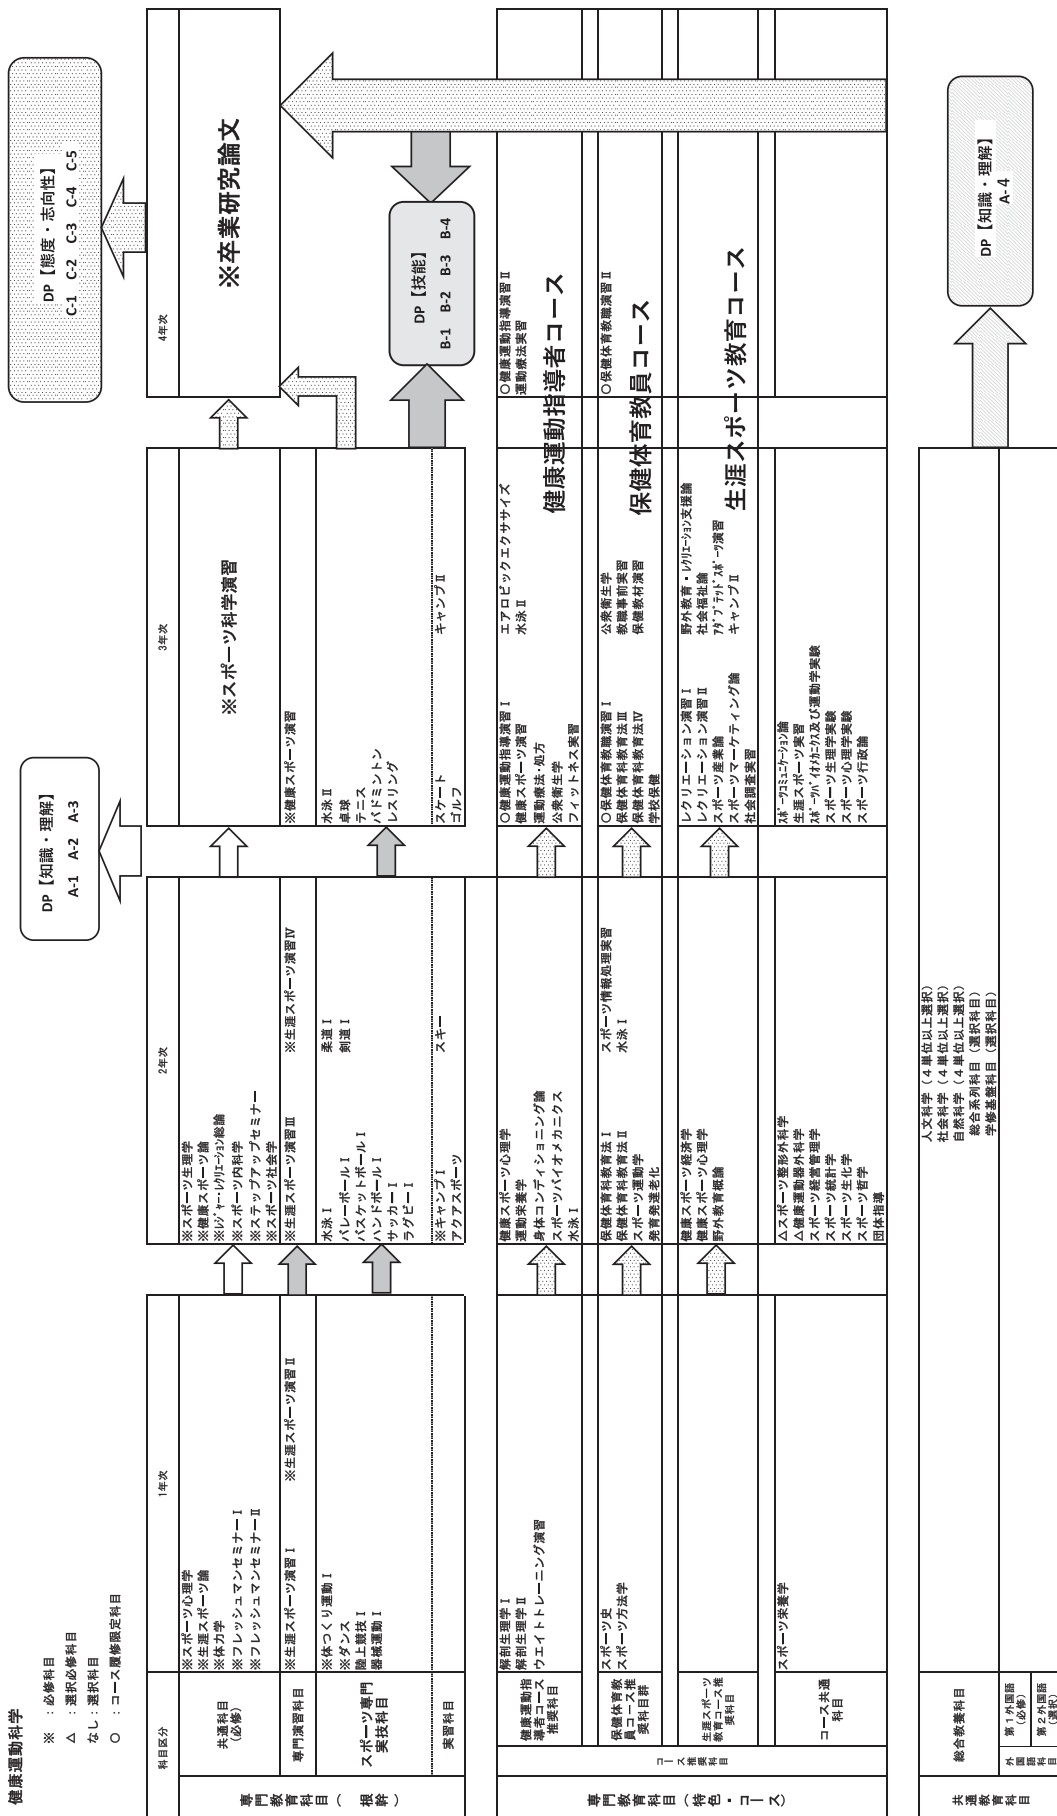 健康運動科学
※　：必修科目
△　：選択必修科目
なし：選択科目
○　：コース履修限定科目
DP【知識・理解】
A-1　A-2　A-3
DP【態度・志向性】
C-1　C-2　C-3　C-4　C-5
科目区分
1年次
2年次
3年次
4年次
専門教育科目（根幹）
共通科目
（必修）
※スポーツ心理学
※生涯スポーツ論
※体力学
※フレッシュマンセミナーⅠ
※フレッシュマンセミナーⅡ
※スポーツ生理学
※健康スポーツ論
※ﾚｼﾞｬｰ・ﾚｸﾘｴｰｼｮﾝ総論
※スポーツ内科学
※ステップアップセミナー
※スポーツ社会学
※スポーツ科学演習
※卒業研究論文
専門演習科目
※生涯スポーツ演習Ⅰ
※生涯スポーツ演習Ⅱ
※生涯スポーツ演習Ⅲ
※生涯スポーツ演習Ⅳ
※健康スポーツ演習
スポーツ専門
実技科目
※体つくり運動Ⅰ
※ダンス
陸上競技Ⅰ
器械運動Ⅰ
水泳Ⅰ
バレーボールⅠ
バスケットボールⅠ
ハンドボールⅠ
サッカーⅠ
ラグビーⅠ
柔道Ⅰ
剣道Ⅰ
水泳Ⅱ
卓球
テニス
バドミントン
レスリング
DP【技能】
B-1　B-2　B-3　B-4
実習科目
※キャンプⅠ
アクアスポーツ
スキー
スケート
ゴルフ
キャンプⅡ
専門教育科目（特色・コース）
コース推奨科目
健康運動指
導者コース
推奨科目
解剖生理学Ⅰ
解剖生理学Ⅱ
ウエイトトレーニング演習
健康スポーツ心理学
運動栄養学
身体コンディショニング論
スポーツバイオメカニクス
水泳Ⅰ
○健康運動指導演習Ⅰ
健康スポーツ演習
運動療法・処方
公衆衛生学
フィットネス実習
エアロビックエクササイズ
水泳Ⅱ
○健康運動指導演習Ⅱ
運動療法実習
健康運動指導者コース
保健体育教
員コース推
奨科目群
スポーツ史
スポーツ方法学
保健体育科教育法Ⅰ
保健体育科教育法Ⅱ
スポーツ運動学
発育発達老化
スポーツ情報処理実習
水泳Ⅰ
○保健体育教職演習Ⅰ
保健体育科教育法Ⅲ
保健体育科教育法Ⅳ
学校保健
公衆衛生学
教職事前実習
保健教材演習
○保健体育教職演習Ⅱ
保健体育教員コース
生涯スポーツ
教育コース推
奨科目
健康スポーツ経済学
健康スポーツ心理学
野外教育概論
レクリエーション演習Ⅰ
レクリエーション演習Ⅱ
スポーツ産業論
スポーツマーケティング論
社会調査実習
野外教育・ﾚｸﾘｴｰｼｮﾝ支援論
社会福祉論
ｱﾀﾞﾌﾟﾃｯﾄﾞｽﾎﾟｰﾂ演習
キャンプⅡ
生涯スポーツ教育コース
コース共通
科目
スポーツ栄養学
△スポーツ整形外科学
△健康運動器外科学
スポーツ経営管理学
スポーツ統計学
スポーツ生化学
スポーツ哲学
団体指導
ｽﾎﾟｰﾂｺﾐｭﾆｹｰｼｮﾝ論
生涯スポーツ実習
ｽﾎﾟｰﾂﾊﾞｲｵﾒｶﾆｸｽ及び運動学実験
スポーツ生理学実験
スポーツ心理学実験
スポーツ行政論
共通教育科目
総合教養科目
人文科学（４単位以上選択）
社会科学（４単位以上選択）
自然科学（４単位以上選択）
総合系列科目（選択科目）
学修基盤科目（選択科目）
DP【知識・理解】
A-4
外国語科目
第１外国語
（必修）
第２外国語
（選択）